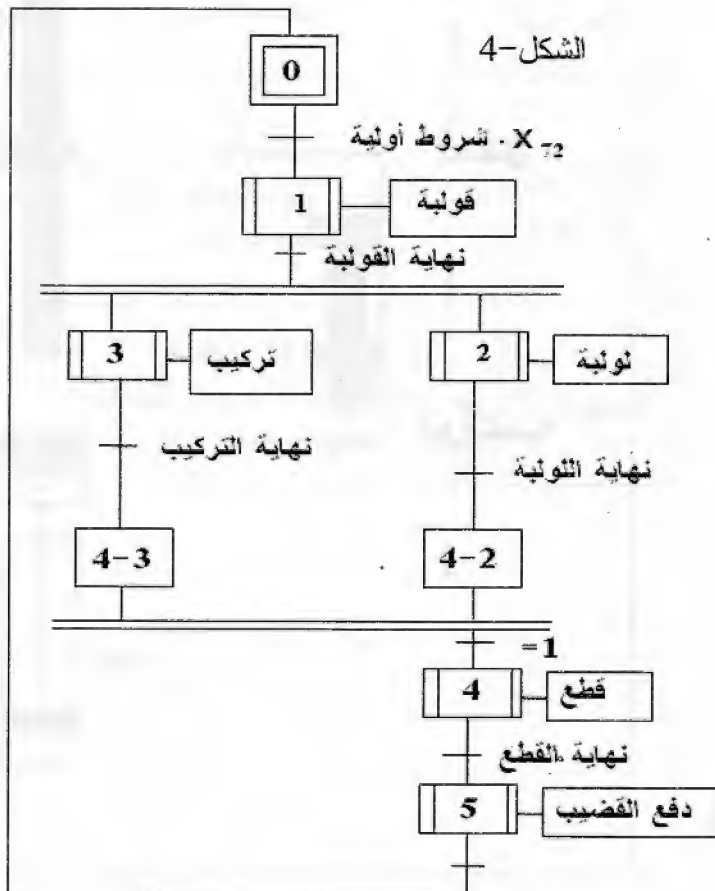 الشكل-4
0
X72 . شروط أولية
1
قولبة
نهاية القولبة
3
تركيب
2
لولبة
نهاية التركيب
نهاية اللولبة
4-3
4-2
=1
4
قطع
نهاية القطع
5
دفع القضيب